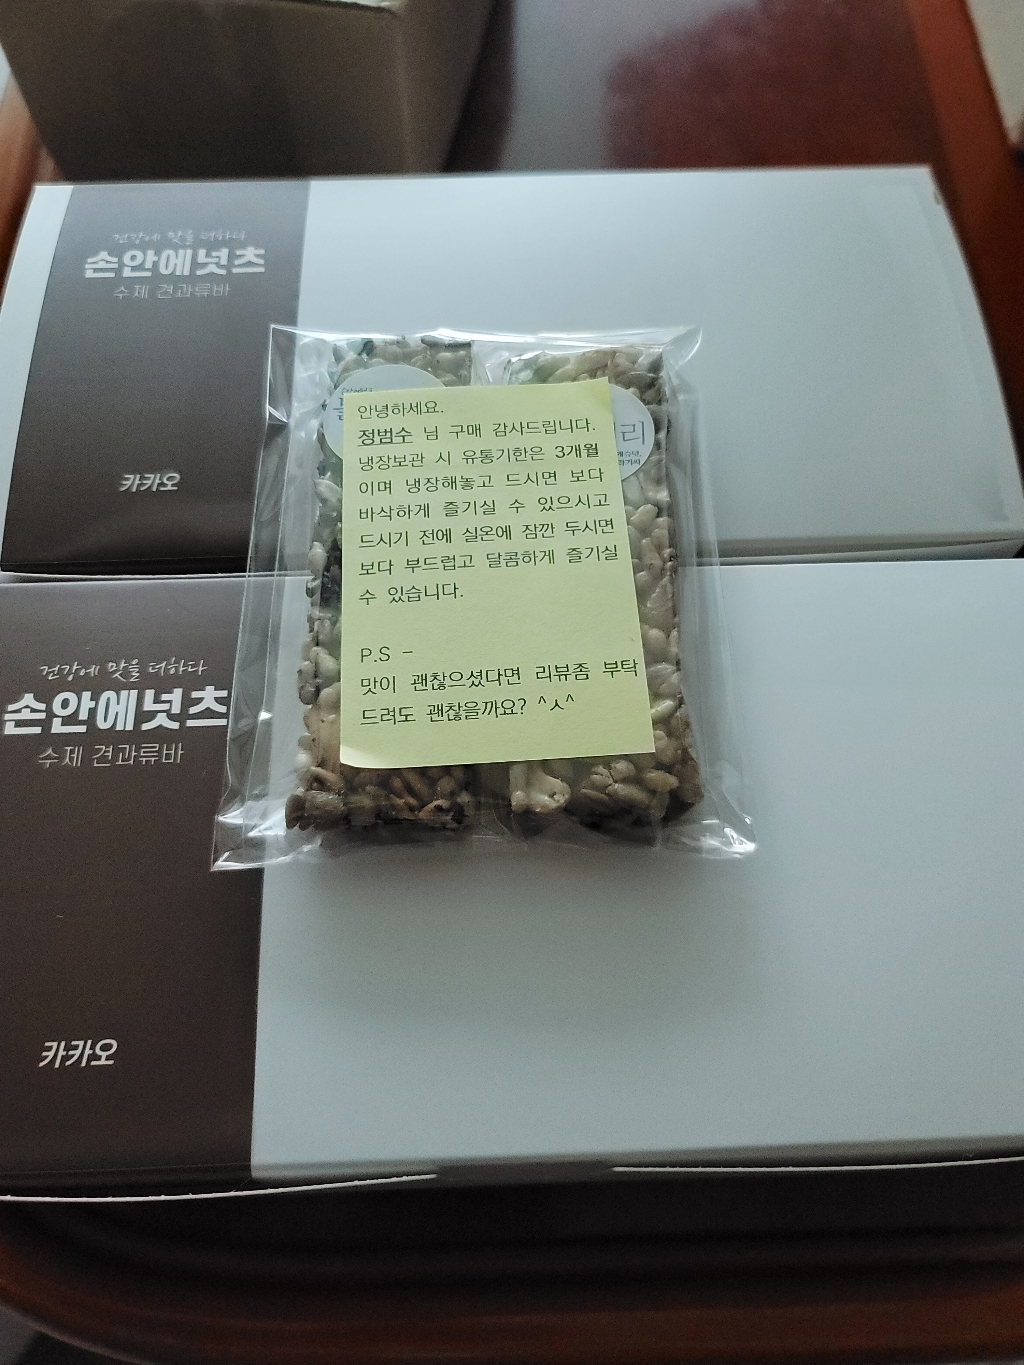 건강에 맛을 더하다
손안에넛츠
수제 견과류바
카카오
안녕하세요.
정범수 님 구매 감사드립니다.
냉장보관 시 유통기한은 3개월
이며 냉장해놓고 드시면 보다
바삭하게 즐기실 수 있으시고
드시기 전에 실온에 잠깐 두시면
보다 부드럽고 달콤하게 즐기실
수 있습니다.
P.S -
맛이 괜찮으셨다면 리뷰좀 부탁
드려도 괜찮을까요? ^ㅅ^
리
건강에 맛을 더하다
손안에넛츠
수제 견과류바
카카오